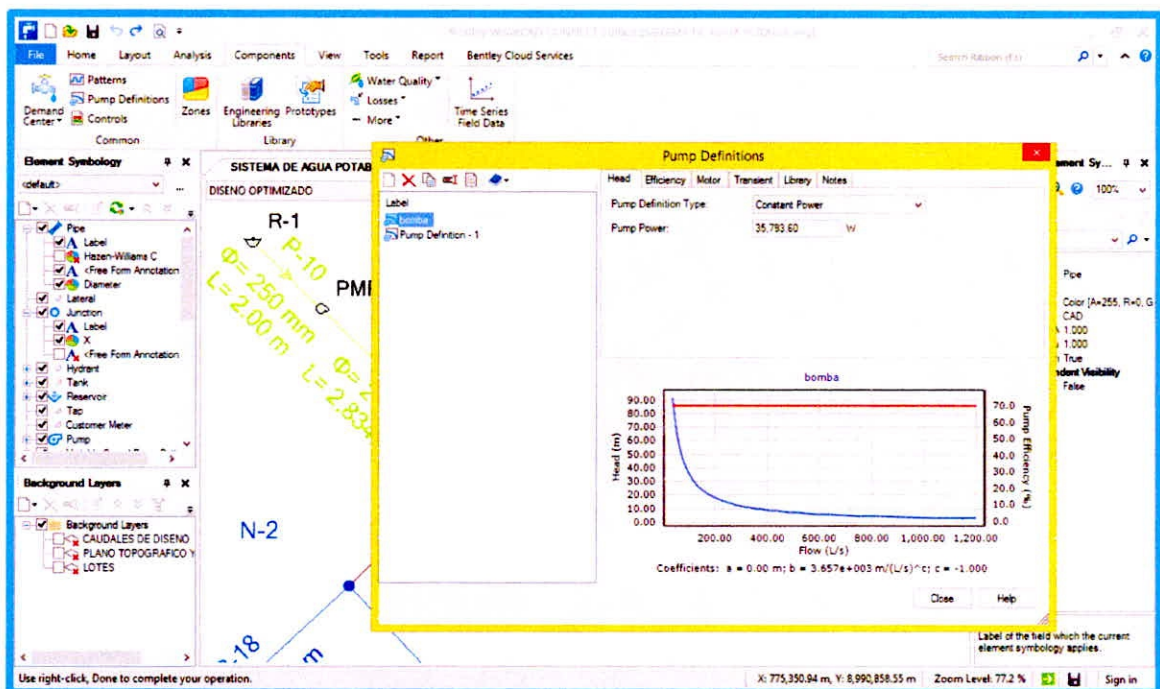 File Home Layout Analysis Components View Tools Report Bentley Cloud Services
Patterns
Pump Definitions
Controls
Demand Center
Common
Zones
Engineering Libraries
Prototypes
Library
Water Quality
Losses
More
Other
Time Series Field Data
Element Symbology
<default>
Pipe
Label
Hazen-Williams C
<Free Form Annotation
Diameter
Lateral
Junction
Label
X
<Free Form Annotation
Hydrant
Tank
Reservoir
Tap
Customer Meter
Pump
Background Layers
Background Layers
CAUDALES DE DISENO
PLANO TOPOGRAFICO Y
LOTES
SISTEMA DE AGUA POTAB
DISENO OPTIMIZADO
R-1
P-10
Φ= 250 mm
L= 2.00 m
L= 2.834
N-2
Pump Definitions
Label
bomba
Pump Definition - 1
Head Efficiency Motor Transient Library Notes
Pump Definition Type: Constant Power
Pump Power: 35,793.60 W
bomba
90.00
80.00
70.00
60.00
50.00
40.00
30.00
20.00
10.00
0.00
Head (m)
70.0
60.0
50.0
40.0
30.0
20.0
10.0
0.0
Pump Efficiency (%)
200.00 400.00 600.00 800.00 1,000.00 1,200.00
Flow (L/s)
Coefficients: a = 0.00 m; b = 3.657e+003 m/(L/s)^c; c = -1.000
Close Help
ement Sy...
100%
Pipe
Color [A=255, R=0, G
CAD
1.000
1.000
True
ndent Visibility
False
Label of the field which the current
element symbology applies.
Use right-click, Done to complete your operation.
X: 775,350.94 m, Y: 8,990,858.55 m Zoom Level: 77.2 % Sign in